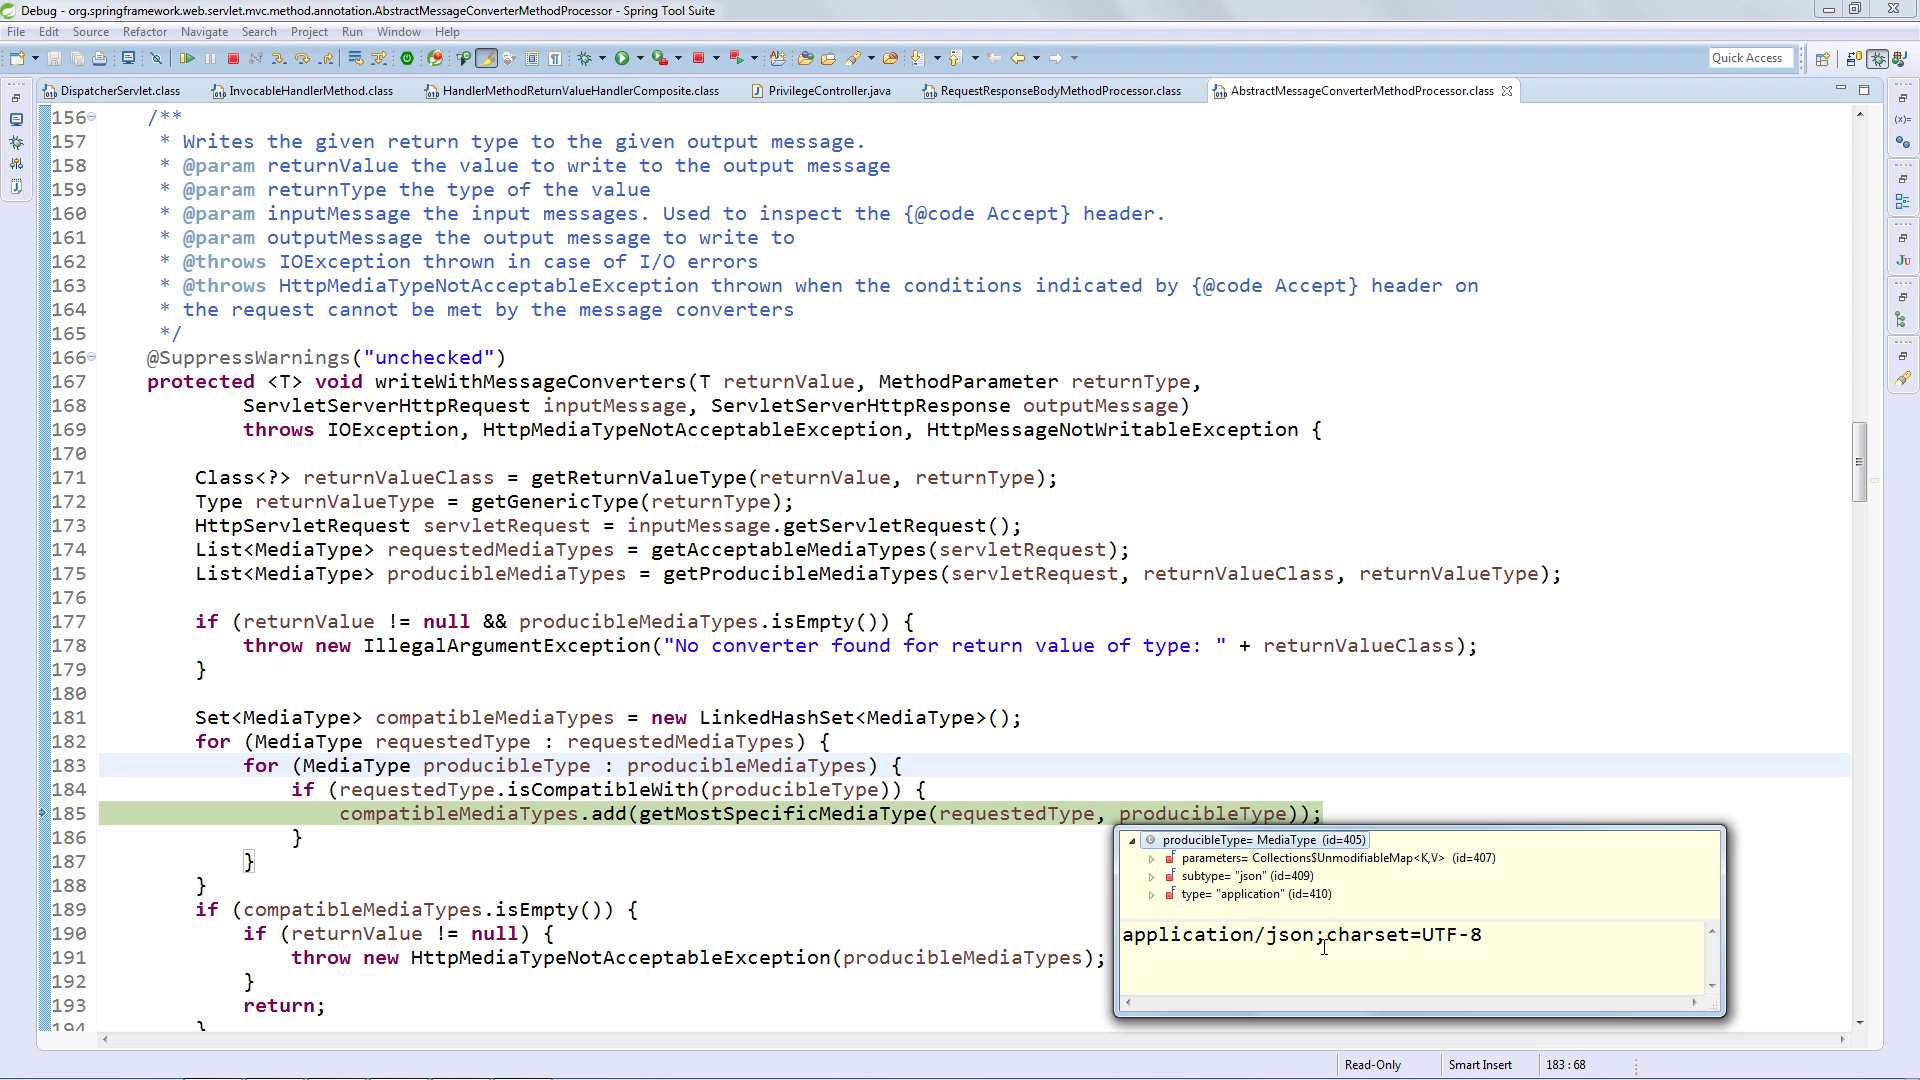 Debug - org.springframework.web.servlet.mvc.method.annotation.AbstractMessageConverterMethodProcessor - Spring Tool Suite
File Edit Source Refactor Navigate Search Project Run Window Help
Quick Access
DispatcherServlet.class InvocableHandlerMethod.class HandlerMethodReturnValueHandlerComposite.class PrivilegeController.java RequestResponseBodyMethodProcessor.class AbstractMessageConverterMethodProcessor.class
156 /**
157 * Writes the given return type to the given output message.
158 * @param returnValue the value to write to the output message
159 * @param returnType the type of the value
160 * @param inputMessage the input messages. Used to inspect the {@code Accept} header.
161 * @param outputMessage the output message to write to
162 * @throws IOException thrown in case of I/O errors
163 * @throws HttpMediaTypeNotAcceptableException thrown when the conditions indicated by {@code Accept} header on
164 * the request cannot be met by the message converters
165 */
166 @SuppressWarnings("unchecked")
167 protected <T> void writeWithMessageConverters(T returnValue, MethodParameter returnType,
168 ServletServerHttpRequest inputMessage, ServletServerHttpResponse outputMessage)
169 throws IOException, HttpMediaTypeNotAcceptableException, HttpMessageNotWritableException {
170
171 Class<?> returnValueClass = getReturnValueType(returnValue, returnType);
172 Type returnValueType = getGenericType(returnType);
173 HttpServletRequest servletRequest = inputMessage.getServletRequest();
174 List<MediaType> requestedMediaTypes = getAcceptableMediaTypes(servletRequest);
175 List<MediaType> producibleMediaTypes = getProducibleMediaTypes(servletRequest, returnValueClass, returnValueType);
176
177 if (returnValue != null && producibleMediaTypes.isEmpty()) {
178 throw new IllegalArgumentException("No converter found for return value of type: " + returnValueClass);
179 }
180
181 Set<MediaType> compatibleMediaTypes = new LinkedHashSet<MediaType>();
182 for (MediaType requestedType : requestedMediaTypes) {
183 for (MediaType producibleType : producibleMediaTypes) {
184 if (requestedType.isCompatibleWith(producibleType)) {
185 compatibleMediaTypes.add(getMostSpecificMediaType(requestedType, producibleType));
186 }
187 }
188 }
189 if (compatibleMediaTypes.isEmpty()) {
190 if (returnValue != null) {
191 throw new HttpMediaTypeNotAcceptableException(producibleMediaTypes);
192 }
193 return;
194 }
producibleType= MediaType (id=405)
parameters= Collections$UnmodifiableMap<K,V> (id=407)
subtype= "json" (id=409)
type= "application" (id=410)
application/json;charset=UTF-8
Read-Only Smart Insert 183 : 68